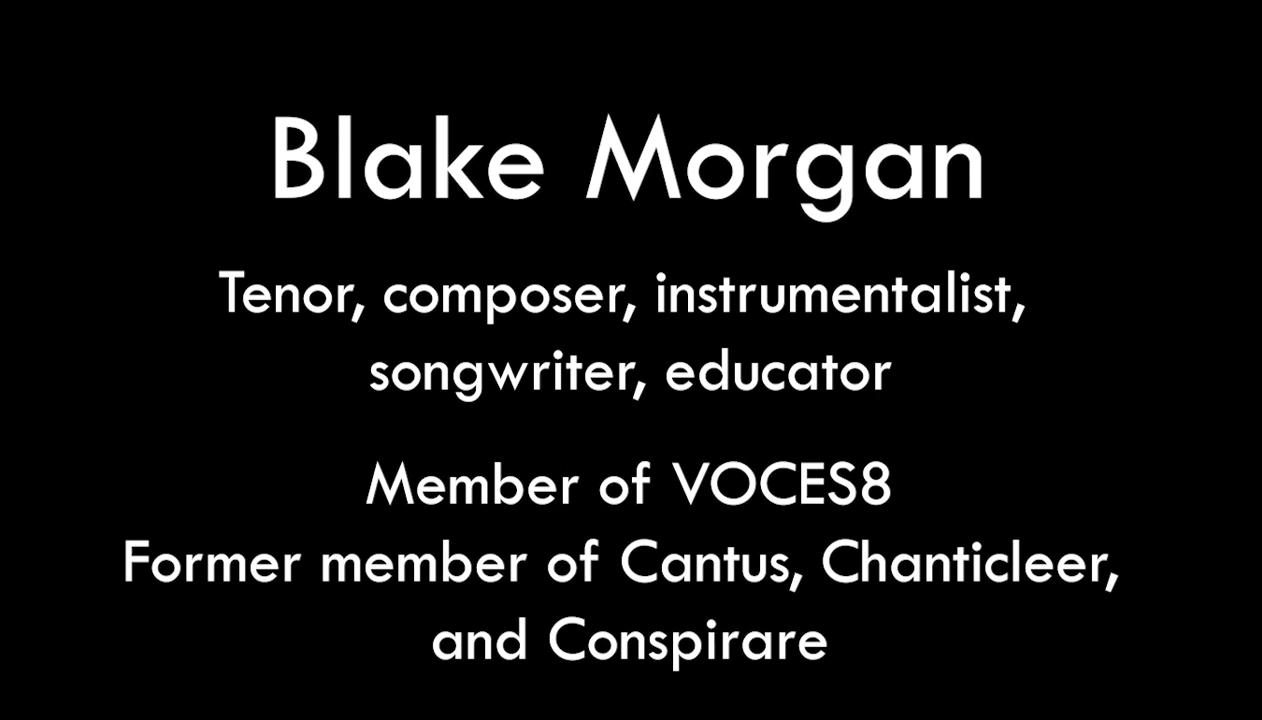 Blake Morgan
Tenor, composer, instrumentalist,
songwriter, educator
Member of VOCES8
Former member of Cantus, Chanticleer,
and Conspirare